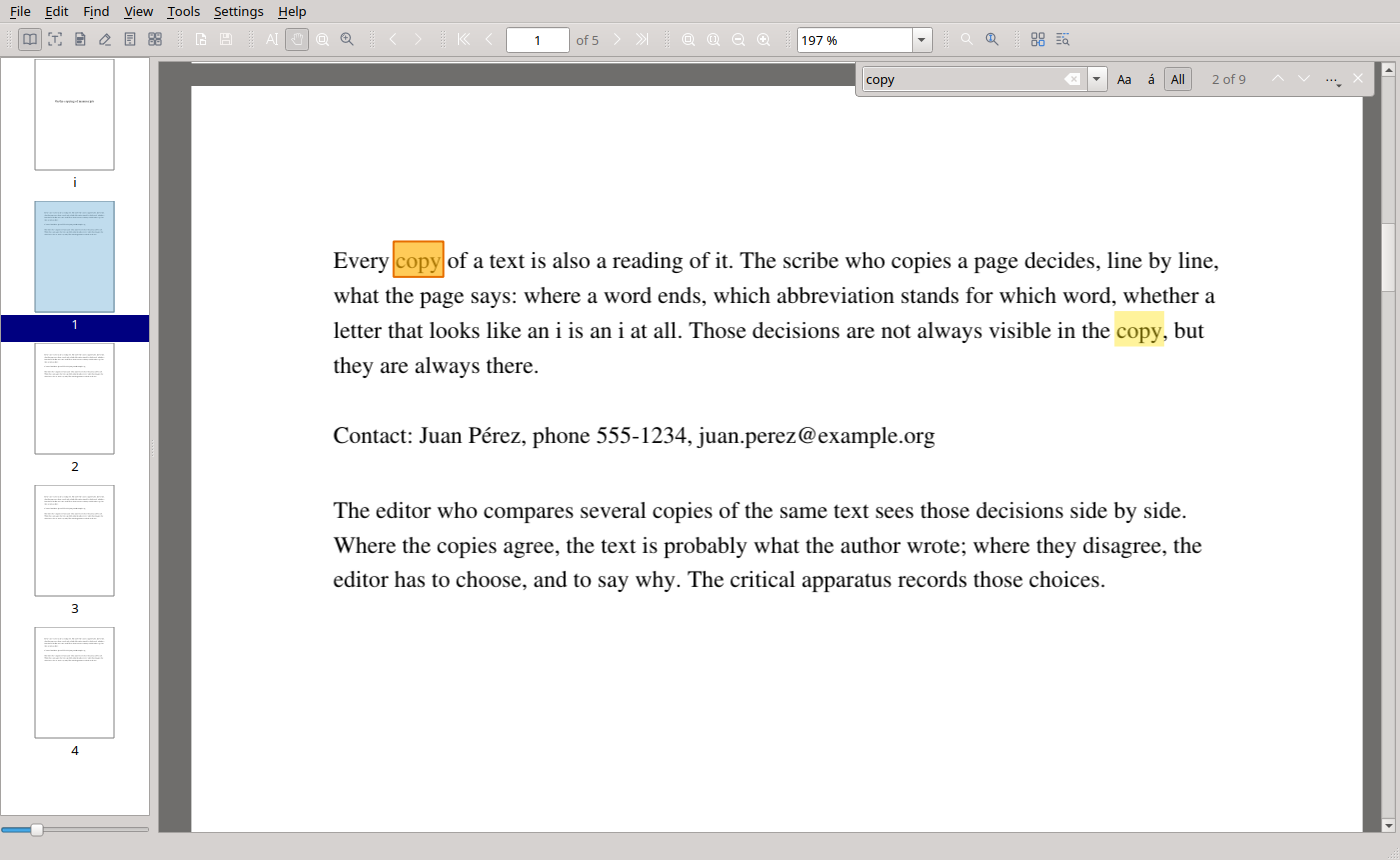 File Edit View Find Tools Settings Help
1 of 5 197 %
copy Aa á All 2 of 9
i
1
2
3
4
Every copy of a text is also a reading of it. The scribe who copies a page decides, line by line,
what the page says: where a word ends, which abbreviation stands for which word, whether a
letter that looks like an i is an i at all. Those decisions are not always visible in the copy, but
they are always there.
Contact: Juan Pérez, phone 555-1234, juan.perez@example.org
The editor who compares several copies of the same text sees those decisions side by side.
Where the copies agree, the text is probably what the author wrote; where they disagree, the
editor has to choose, and to say why. The critical apparatus records those choices.